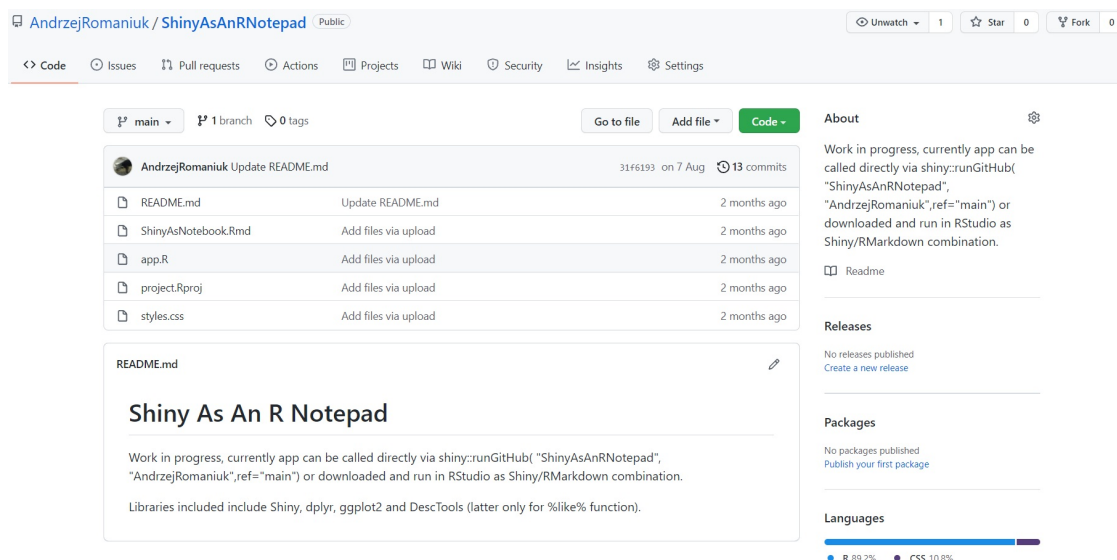 AndrzejRomaniuk / ShinyAsAnRNotepad Public
Unwatch 1 Star 0 Fork 0
Code Issues Pull requests Actions Projects Wiki Security Insights Settings
main 1 branch 0 tags Go to file Add file Code
AndrzejRomaniuk Update README.md 31f6193 on 7 Aug 13 commits
README.md Update README.md 2 months ago
ShinyAsNotebook.Rmd Add files via upload 2 months ago
app.R Add files via upload 2 months ago
project.Rproj Add files via upload 2 months ago
styles.css Add files via upload 2 months ago
README.md
Shiny As An R Notepad
Work in progress, currently app can be called directly via shiny::runGitHub( "ShinyAsAnRNotepad",
"AndrzejRomaniuk",ref="main") or downloaded and run in RStudio as Shiny/RMarkdown combination.
Libraries included include Shiny, dplyr, ggplot2 and DescTools (latter only for %like% function).
About
Work in progress, currently app can be
called directly via shiny::runGitHub(
"ShinyAsAnRNotepad",
"AndrzejRomaniuk",ref="main") or
downloaded and run in RStudio as
Shiny/RMarkdown combination.
Readme
Releases
No releases published
Create a new release
Packages
No packages published
Publish your first package
Languages
R 89.2% CSS 10.8%